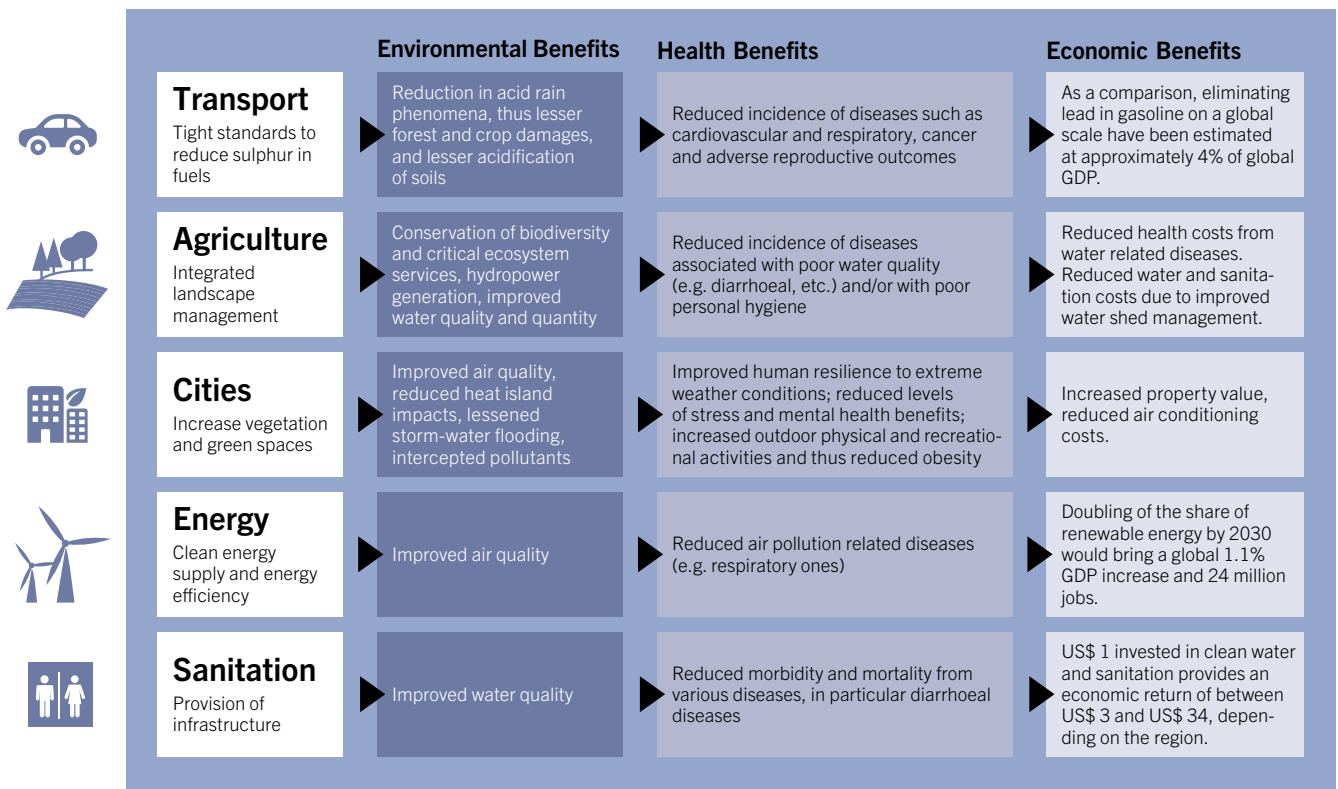 Environmental Benefits
Health Benefits
Economic Benefits
Transport
Tight standards to
reduce sulphur in
fuels
Reduction in acid rain
phenomena, thus lesser
forest and crop damages,
and lesser acidification
of soils
Reduced incidence of diseases such as
cardiovascular and respiratory, cancer
and adverse reproductive outcomes
As a comparison, eliminating
lead in gasoline on a global
scale have been estimated
at approximately 4% of global
GDP.
Agriculture
Integrated
landscape
management
Conservation of biodiversity
and critical ecosystem
services, hydropower
generation, improved
water quality and quantity
Reduced incidence of diseases
associated with poor water quality
(e.g. diarrhoeal, etc.) and/or with poor
personal hygiene
Reduced health costs from
water related diseases.
Reduced water and sanita-
tion costs due to improved
water shed management.
Cities
Increase vegetation
and green spaces
Improved air quality,
reduced heat island
impacts, lessened
storm-water flooding,
intercepted pollutants
Improved human resilience to extreme
weather conditions; reduced levels
of stress and mental health benefits;
increased outdoor physical and recreatio-
nal activities and thus reduced obesity
Increased property value,
reduced air conditioning
costs.
Energy
Clean energy
supply and energy
efficiency
Improved air quality
Reduced air pollution related diseases
(e.g. respiratory ones)
Doubling of the share of
renewable energy by 2030
would bring a global 1.1%
GDP increase and 24 million
jobs.
Sanitation
Provision of
infrastructure
Improved water quality
Reduced morbidity and mortality from
various diseases, in particular diarrhoeal
diseases
US$ 1 invested in clean water
and sanitation provides an
economic return of between
US$ 3 and US$ 34, depen-
ding on the region.